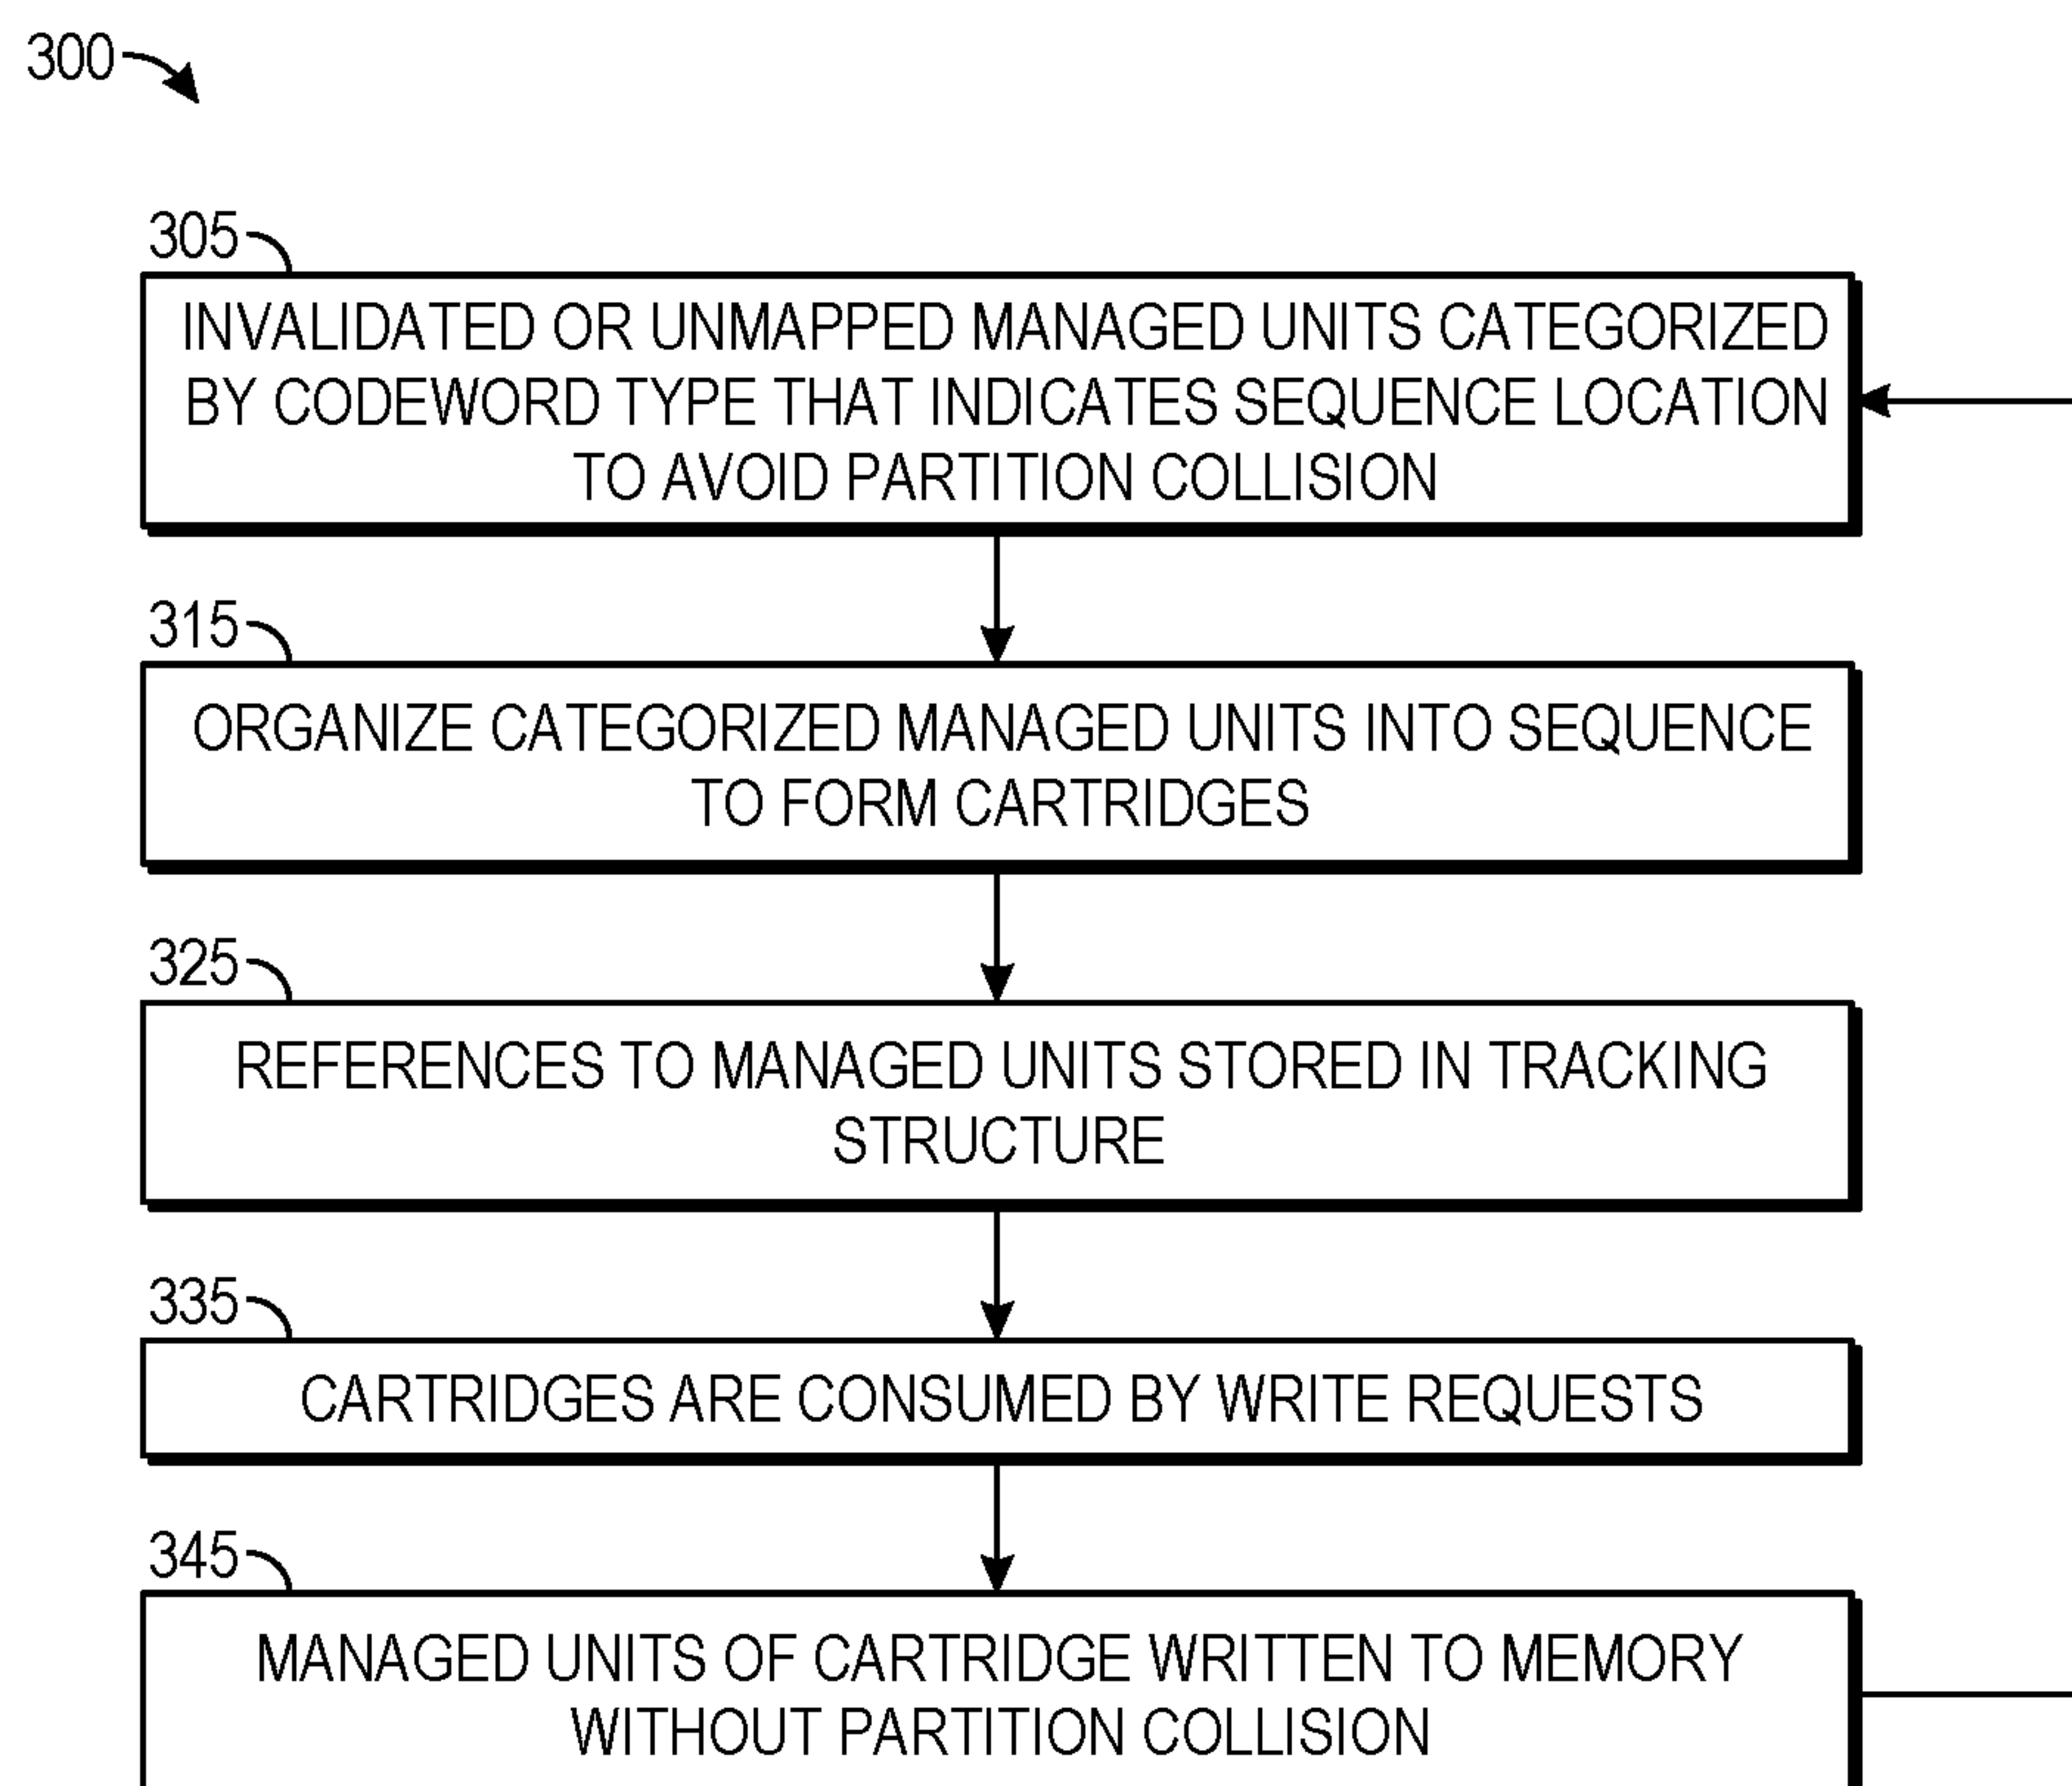 300
305
INVALIDATED OR UNMAPPED MANAGED UNITS CATEGORIZED
BY CODEWORD TYPE THAT INDICATES SEQUENCE LOCATION
TO AVOID PARTITION COLLISION
315
ORGANIZE CATEGORIZED MANAGED UNITS INTO SEQUENCE
TO FORM CARTRIDGES
325
REFERENCES TO MANAGED UNITS STORED IN TRACKING
STRUCTURE
335
CARTRIDGES ARE CONSUMED BY WRITE REQUESTS
345
MANAGED UNITS OF CARTRIDGE WRITTEN TO MEMORY
WITHOUT PARTITION COLLISION